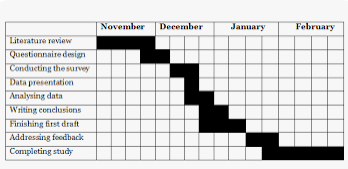 November December January February
Literature review
Questionnaire design
Conducting the survey
Data presentation
Analysing data
Writing conclusions
Finishing first draft
Addressing feedback
Completing study